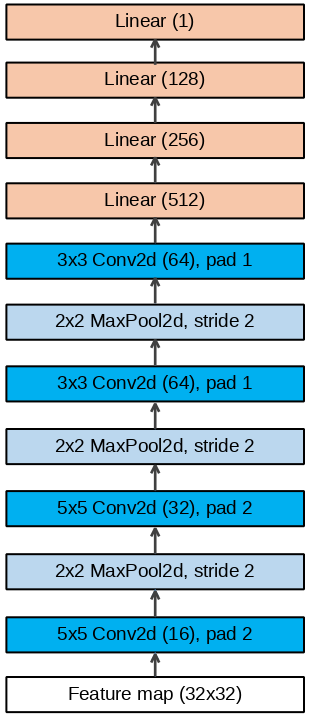 Linear (1)
Linear (128)
Linear (256)
Linear (512)
3x3 Conv2d (64), pad 1
2x2 MaxPool2d, stride 2
3x3 Conv2d (64), pad 1
2x2 MaxPool2d, stride 2
5x5 Conv2d (32), pad 2
2x2 MaxPool2d, stride 2
5x5 Conv2d (16), pad 2
Feature map (32x32)